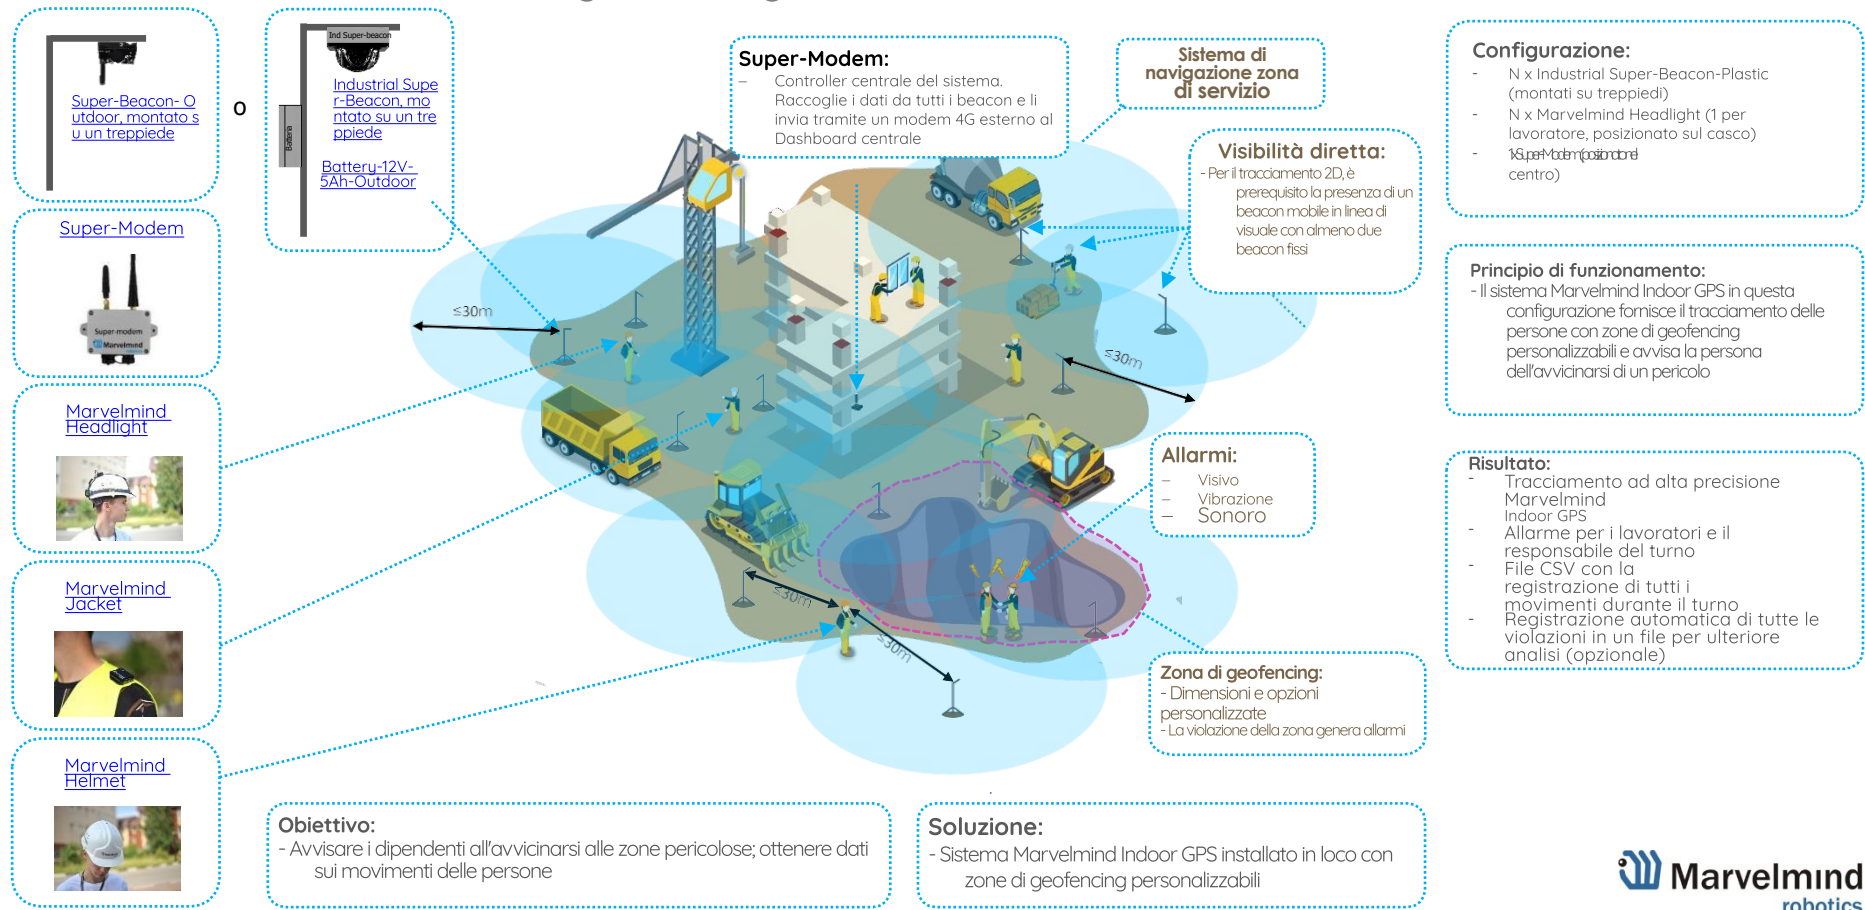 Super-Beacon- O
utdoor, montato s
u un treppiede
O
Ind Super-beacon
Batteria
Industrial Supe
r-Beacon, mo
ntato su un tre
ppiede
Battery-12V-
5Ah-Outdoor
Super-Modem
Super-modem
Marvelmind
Marvelmind
Headlight
Marvelmind
Jacket
Marvelmind
Helmet
Super-Modem:
– Controller centrale del sistema.
Raccoglie i dati da tutti i beacon e li
invia tramite un modem 4G esterno al
Dashboard centrale
Sistema di
navigazione zona
di servizio
Visibilità diretta:
- Per il tracciamento 2D, è
prerequisito la presenza di un
beacon mobile in linea di
visuale con almeno due
beacon fissi
≤30m
≤30m
≤30m
≤30m
Allarmi:
– Visivo
– Vibrazione
– Sonoro
Zona di geofencing:
- Dimensioni e opzioni
personalizzate
- La violazione della zona genera allarmi
Configurazione:
- N x Industrial Super-Beacon-Plastic
(montati su treppiedi)
- N x Marvelmind Headlight (1 per
lavoratore, posizionato sul casco)
- 1xSuper-Modem (posizionato nel
centro)
Principio di funzionamento:
- Il sistema Marvelmind Indoor GPS in questa
configurazione fornisce il tracciamento delle
persone con zone di geofencing
personalizzabili e avvisa la persona
dell'avvicinarsi di un pericolo
Risultato:
- Tracciamento ad alta precisione
Marvelmind
Indoor GPS
- Allarme per i lavoratori e il
responsabile del turno
- File CSV con la
registrazione di tutti i
movimenti durante il turno
- Registrazione automatica di tutte le
violazioni in un file per ulteriore
analisi (opzionale)
Obiettivo:
- Avvisare i dipendenti all'avvicinarsi alle zone pericolose; ottenere dati
sui movimenti delle persone
Soluzione:
- Sistema Marvelmind Indoor GPS installato in loco con
zone di geofencing personalizzabili
Marvelmind
robotics